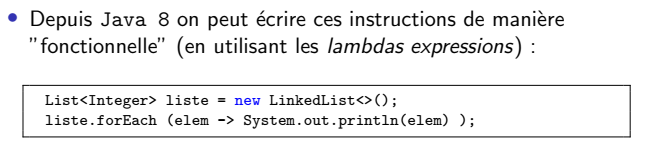 • Depuis Java 8 on peut écrire ces instructions de manière
"fonctionnelle" (en utilisant les lambdas expressions) :
List<Integer> liste = new LinkedList<>();
liste.forEach (elem -> System.out.println(elem) );